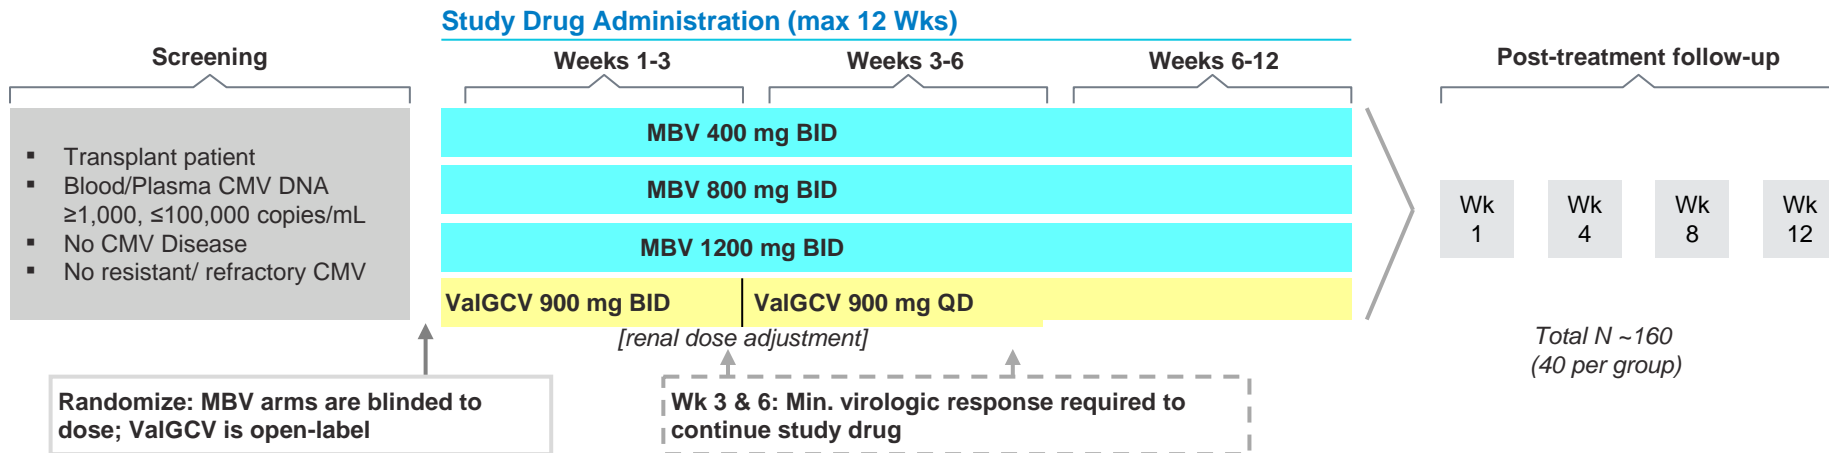 Study Drug Administration (max 12 Wks)
Screening
Weeks 1-3
Weeks 3-6
Weeks 6-12
Post-treatment follow-up
▪ Transplant patient
▪ Blood/Plasma CMV DNA
≥1,000, ≤100,000 copies/mL
▪ No CMV Disease
▪ No resistant/ refractory CMV
MBV 400 mg BID
MBV 800 mg BID
MBV 1200 mg BID
ValGCV 900 mg BID
ValGCV 900 mg QD
[renal dose adjustment]
Wk
1
Wk
4
Wk
8
Wk
12
Total N ~160
(40 per group)
Randomize: MBV arms are blinded to
dose; ValGCV is open-label
Wk 3 & 6: Min. virologic response required to
continue study drug